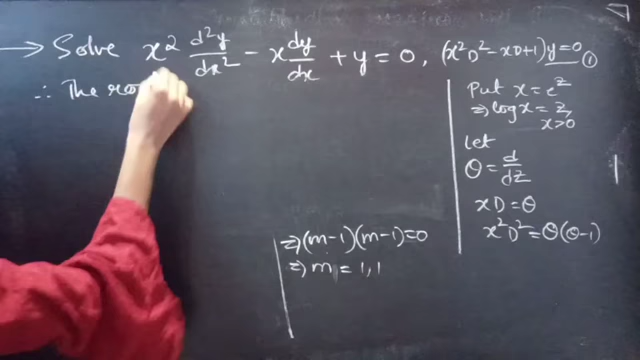 → Solve x² d²y/dx² - x dy/dx + y = 0, (x²D² - xD + 1) y = 0 ①
∴ The roo
Put x = e^z
⇒ log x = z,
x > 0
Let
θ = d/dz
xD = θ
x²D² = θ(θ-1)
⇒ (m-1)(m-1) = 0
⇒ m = 1, 1